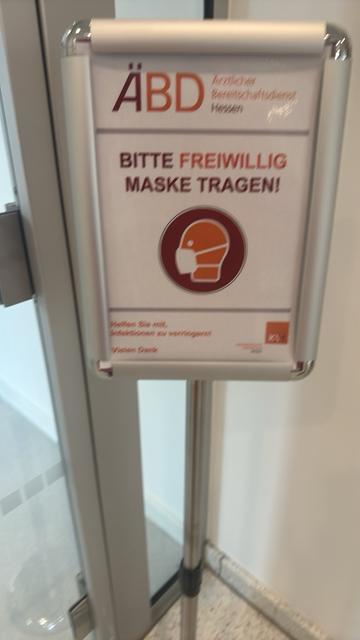 ÄBD
Ärztlicher
Bereitschaftsdienst
Hessen
BITTE FREIWILLIG
MASKE TRAGEN!
Helfen Sie mit,
Infektionen zu verringern!
Vielen Dank